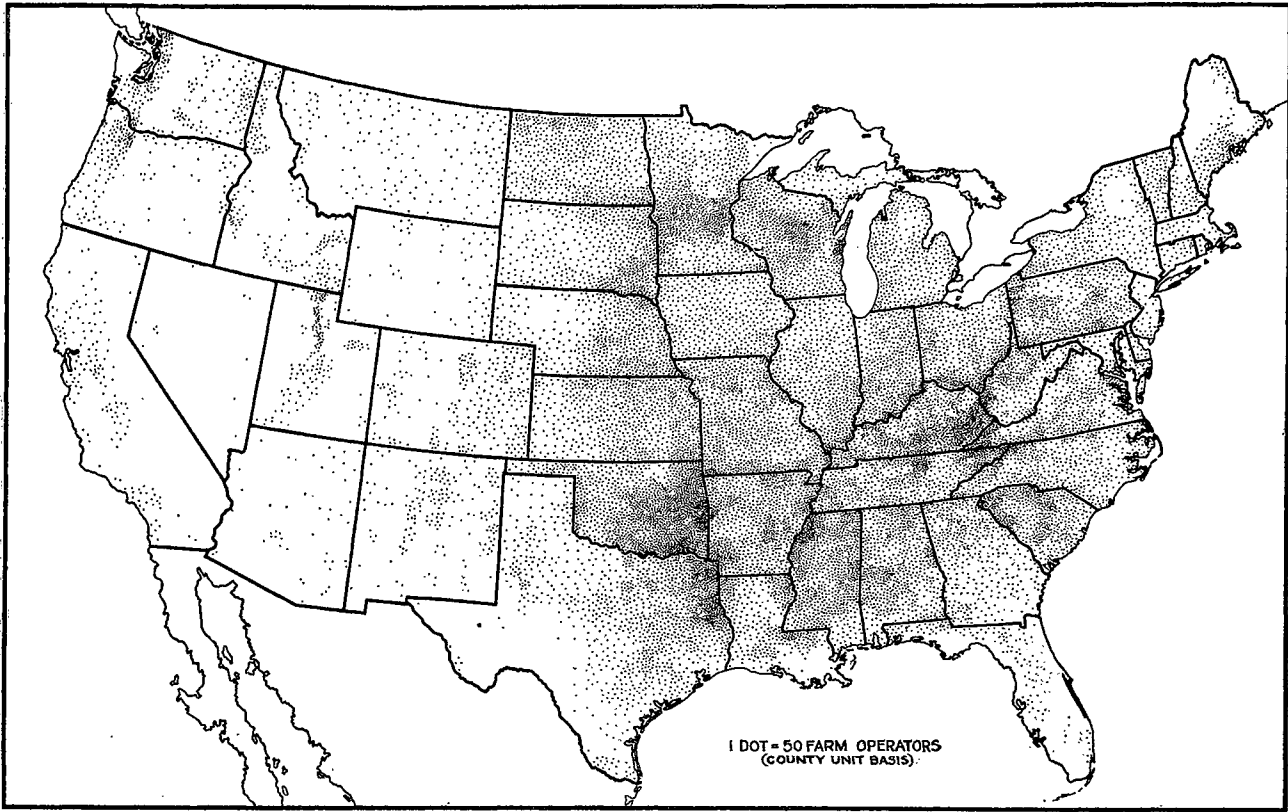 1 DOT = 50 FARM OPERATORS
(COUNTY UNIT BASIS).